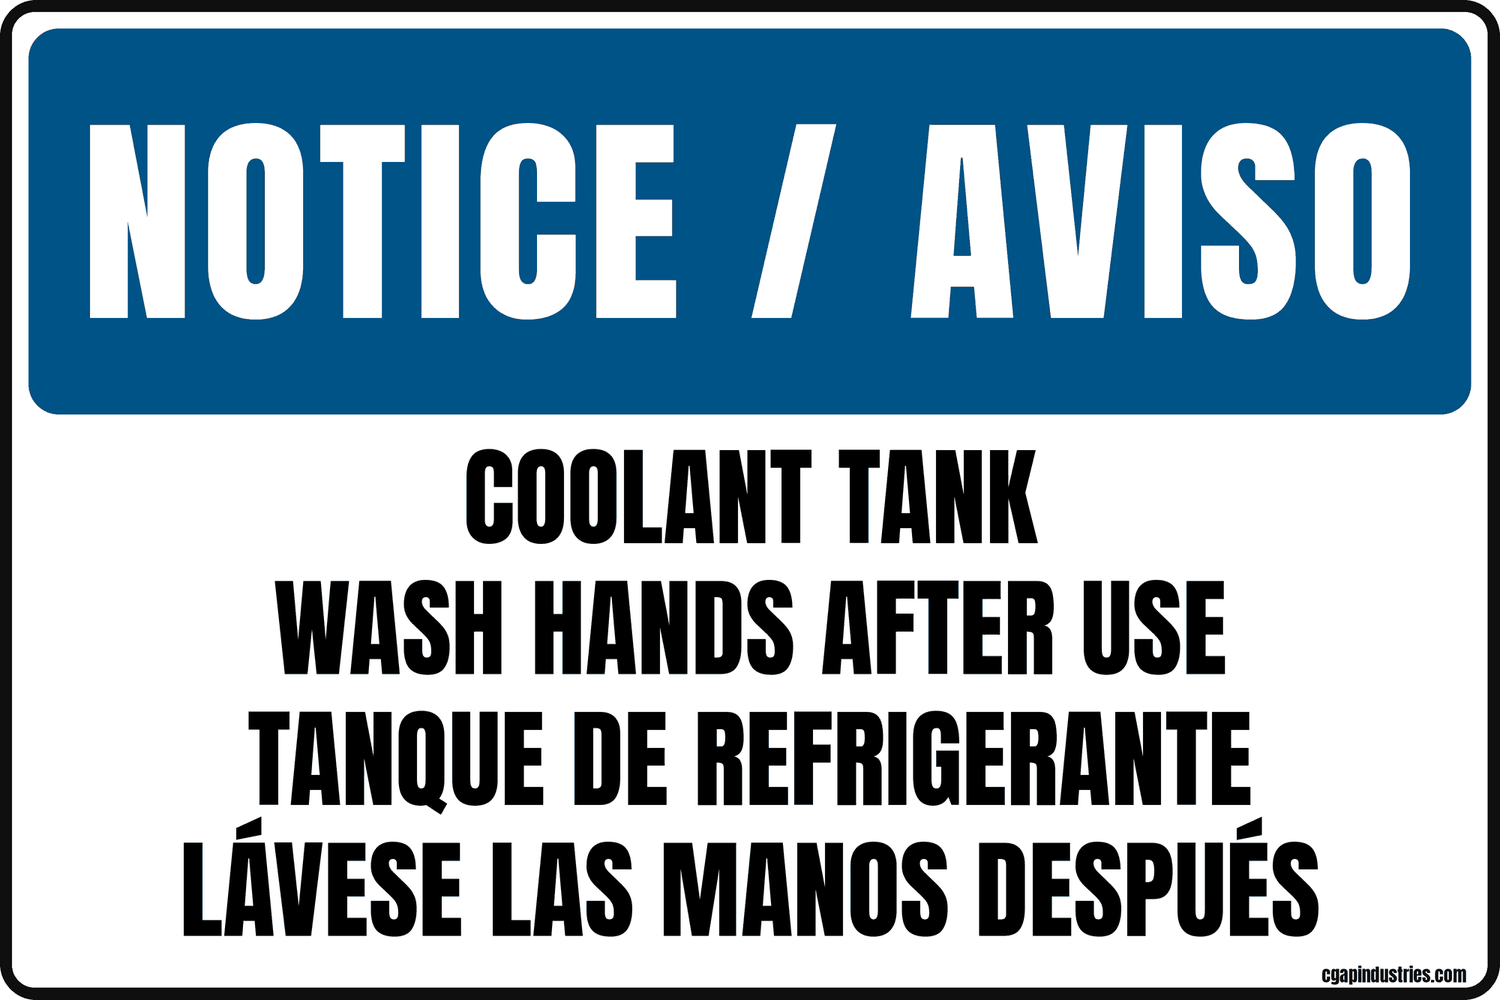 NOTICE / AVISO
COOLANT TANK
WASH HANDS AFTER USE
TANQUE DE REFRIGERANTE
LÁVESE LAS MANOS DESPUÉS
cgapindustries.com